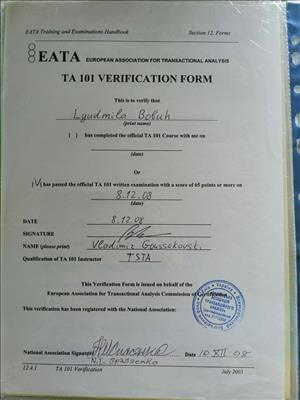 EATA Training and Examinations Handbook Section 12, Forms
EATA EUROPEAN ASSOCIATION FOR TRANSACTIONAL ANALYSIS
TA 101 VERIFICATION FORM
This is to verify that
Lyudmila Bobuh
(print name)
[ ] has completed the official TA 101 Course with me on
(date)
Or
[V] has passed the official TA 101 written examination with a score of 65 points or more on
8.12.08
(date)
DATE 8.12.08
SIGNATURE
NAME (please print) Vladimir Goussakovski
Qualification of TA 101 Instructor TSTA
This Verification Form is issued on behalf of the
European Association for Transactional Analysis Commission of Certification
This verification has been registered with the National Association:
National Association Signature Date 10 XII 08
N.I. Spassenko
12.4.1 TA 101 Verification July 2003